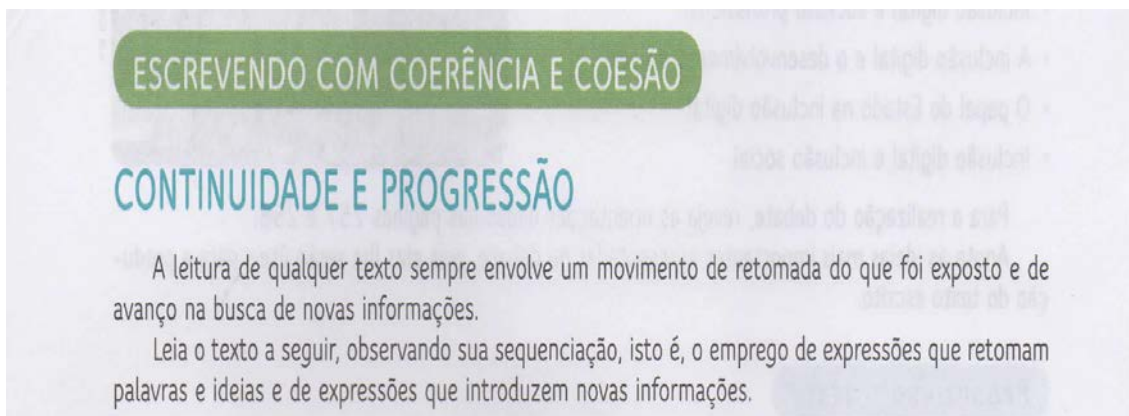 ESCREVENDO COM COERÊNCIA E COESÃO
CONTINUIDADE E PROGRESSÃO
A leitura de qualquer texto sempre envolve um movimento de retomada do que foi exposto e de
avanço na busca de novas informações.
Leia o texto a seguir, observando sua sequenciação, isto é, o emprego de expressões que retomam
palavras e ideias e de expressões que introduzem novas informações.